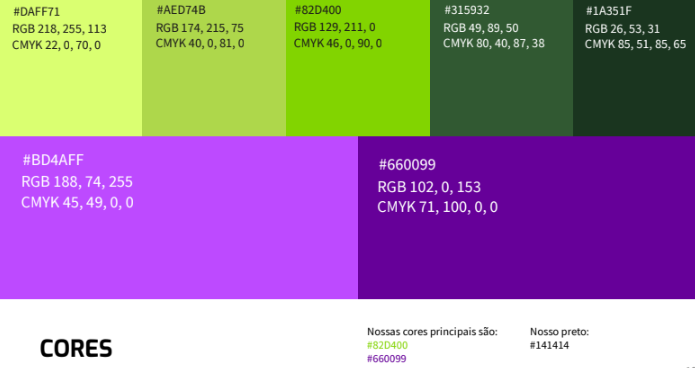 #DAFF71
RGB 218, 255, 113
CMYK 22, 0, 70, 0
#AED74B
RGB 174, 215, 75
CMYK 40, 0, 81, 0
#82D400
RGB 129, 211, 0
CMYK 46, 0, 90, 0
#315932
RGB 49, 89, 50
CMYK 80, 40, 87, 38
#1A351F
RGB 26, 53, 31
CMYK 85, 51, 85, 65
#BD4AFF
RGB 188, 74, 255
CMYK 45, 49, 0, 0
#660099
RGB 102, 0, 153
CMYK 71, 100, 0, 0
CORES
Nossas cores principais são:
#82D400
#660099
Nosso preto:
#141414